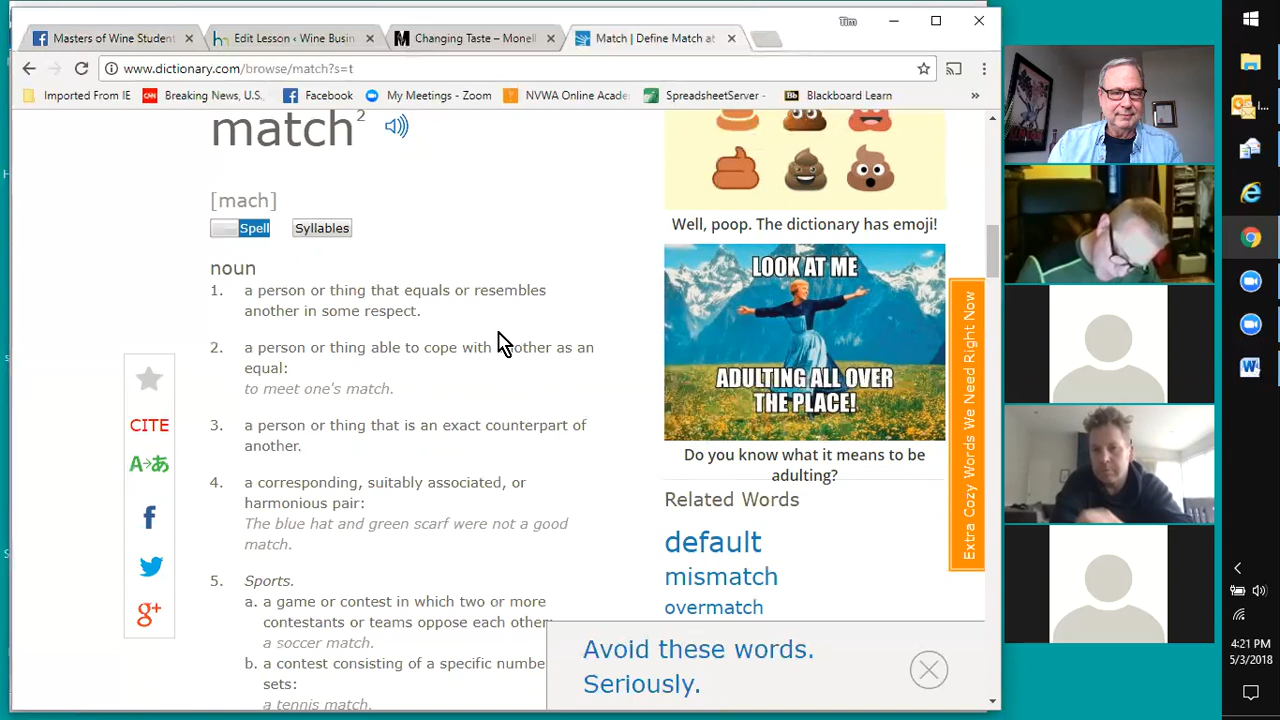 Tim
Masters of Wine Student
Edit Lesson ‹ Wine Busin
Changing Taste – Monell
Match | Define Match at
www.dictionary.com/browse/match?s=t
Imported From IE
CNN
Breaking News, U.S.
Facebook
My Meetings - Zoom
NVWA Online Acade
SpreadsheetServer -
Bb
Blackboard Learn
»
match²
[mach]
Spell
Syllables
noun
1. a person or thing that equals or resembles
another in some respect.
2. a person or thing able to cope with another as an
equal:
to meet one's match.
3. a person or thing that is an exact counterpart of
another.
4. a corresponding, suitably associated, or
harmonious pair:
The blue hat and green scarf were not a good
match.
5. Sports.
a. a game or contest in which two or more
contestants or teams oppose each other:
a soccer match.
b. a contest consisting of a specific numbe
sets:
a tennis match.
CITE
A→あ
Well, poop. The dictionary has emoji!
LOOK AT ME
ADULTING ALL OVER
THE PLACE!
Do you know what it means to be
adulting?
Related Words
default
mismatch
overmatch
Extra Cozy Words We Need Right Now
Avoid these words.
Seriously.
4:21 PM
5/3/2018